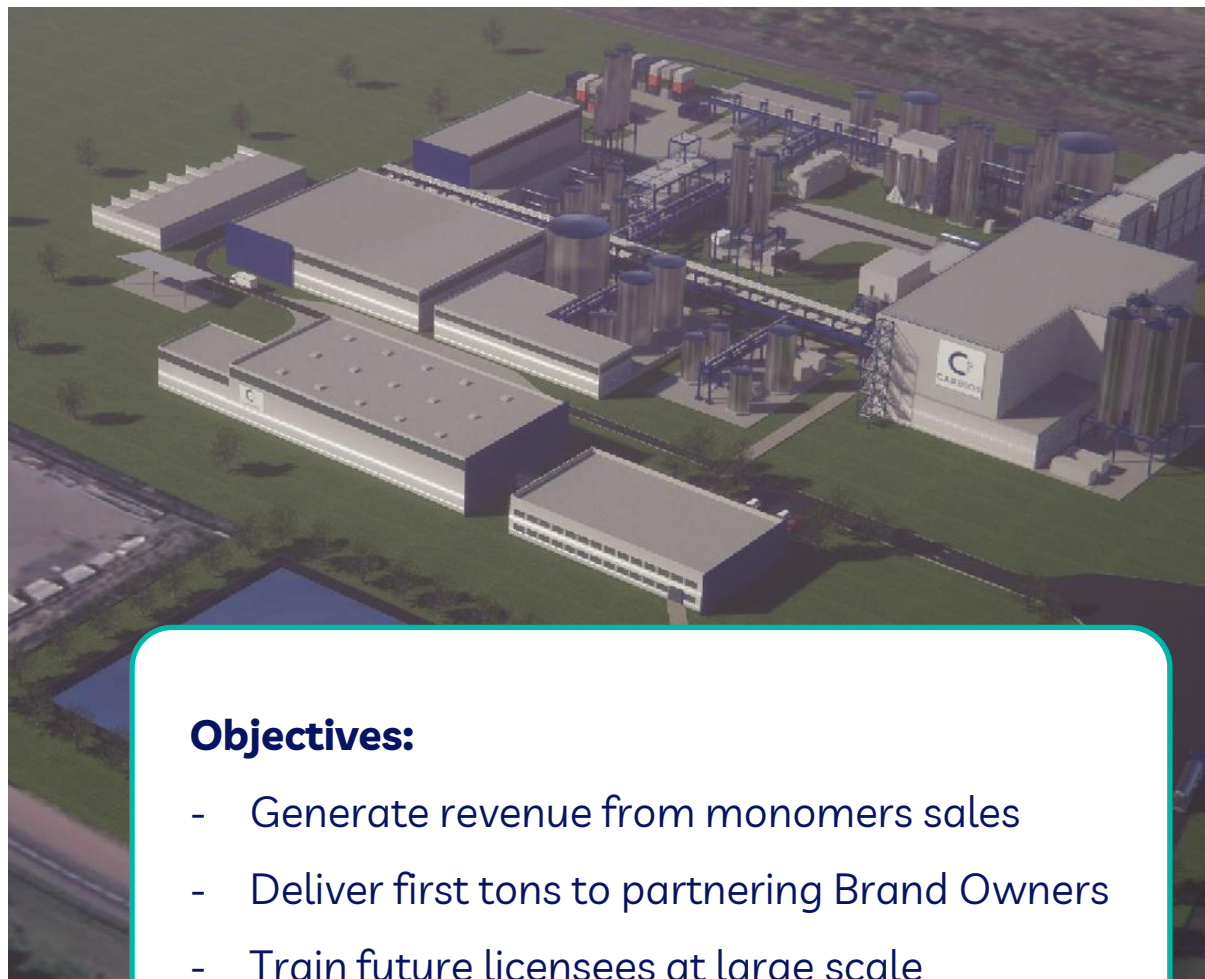 CARBIOS
Objectives:
- Generate revenue from monomers sales
- Deliver first tons to partnering Brand Owners
- Train future licensees at large scale